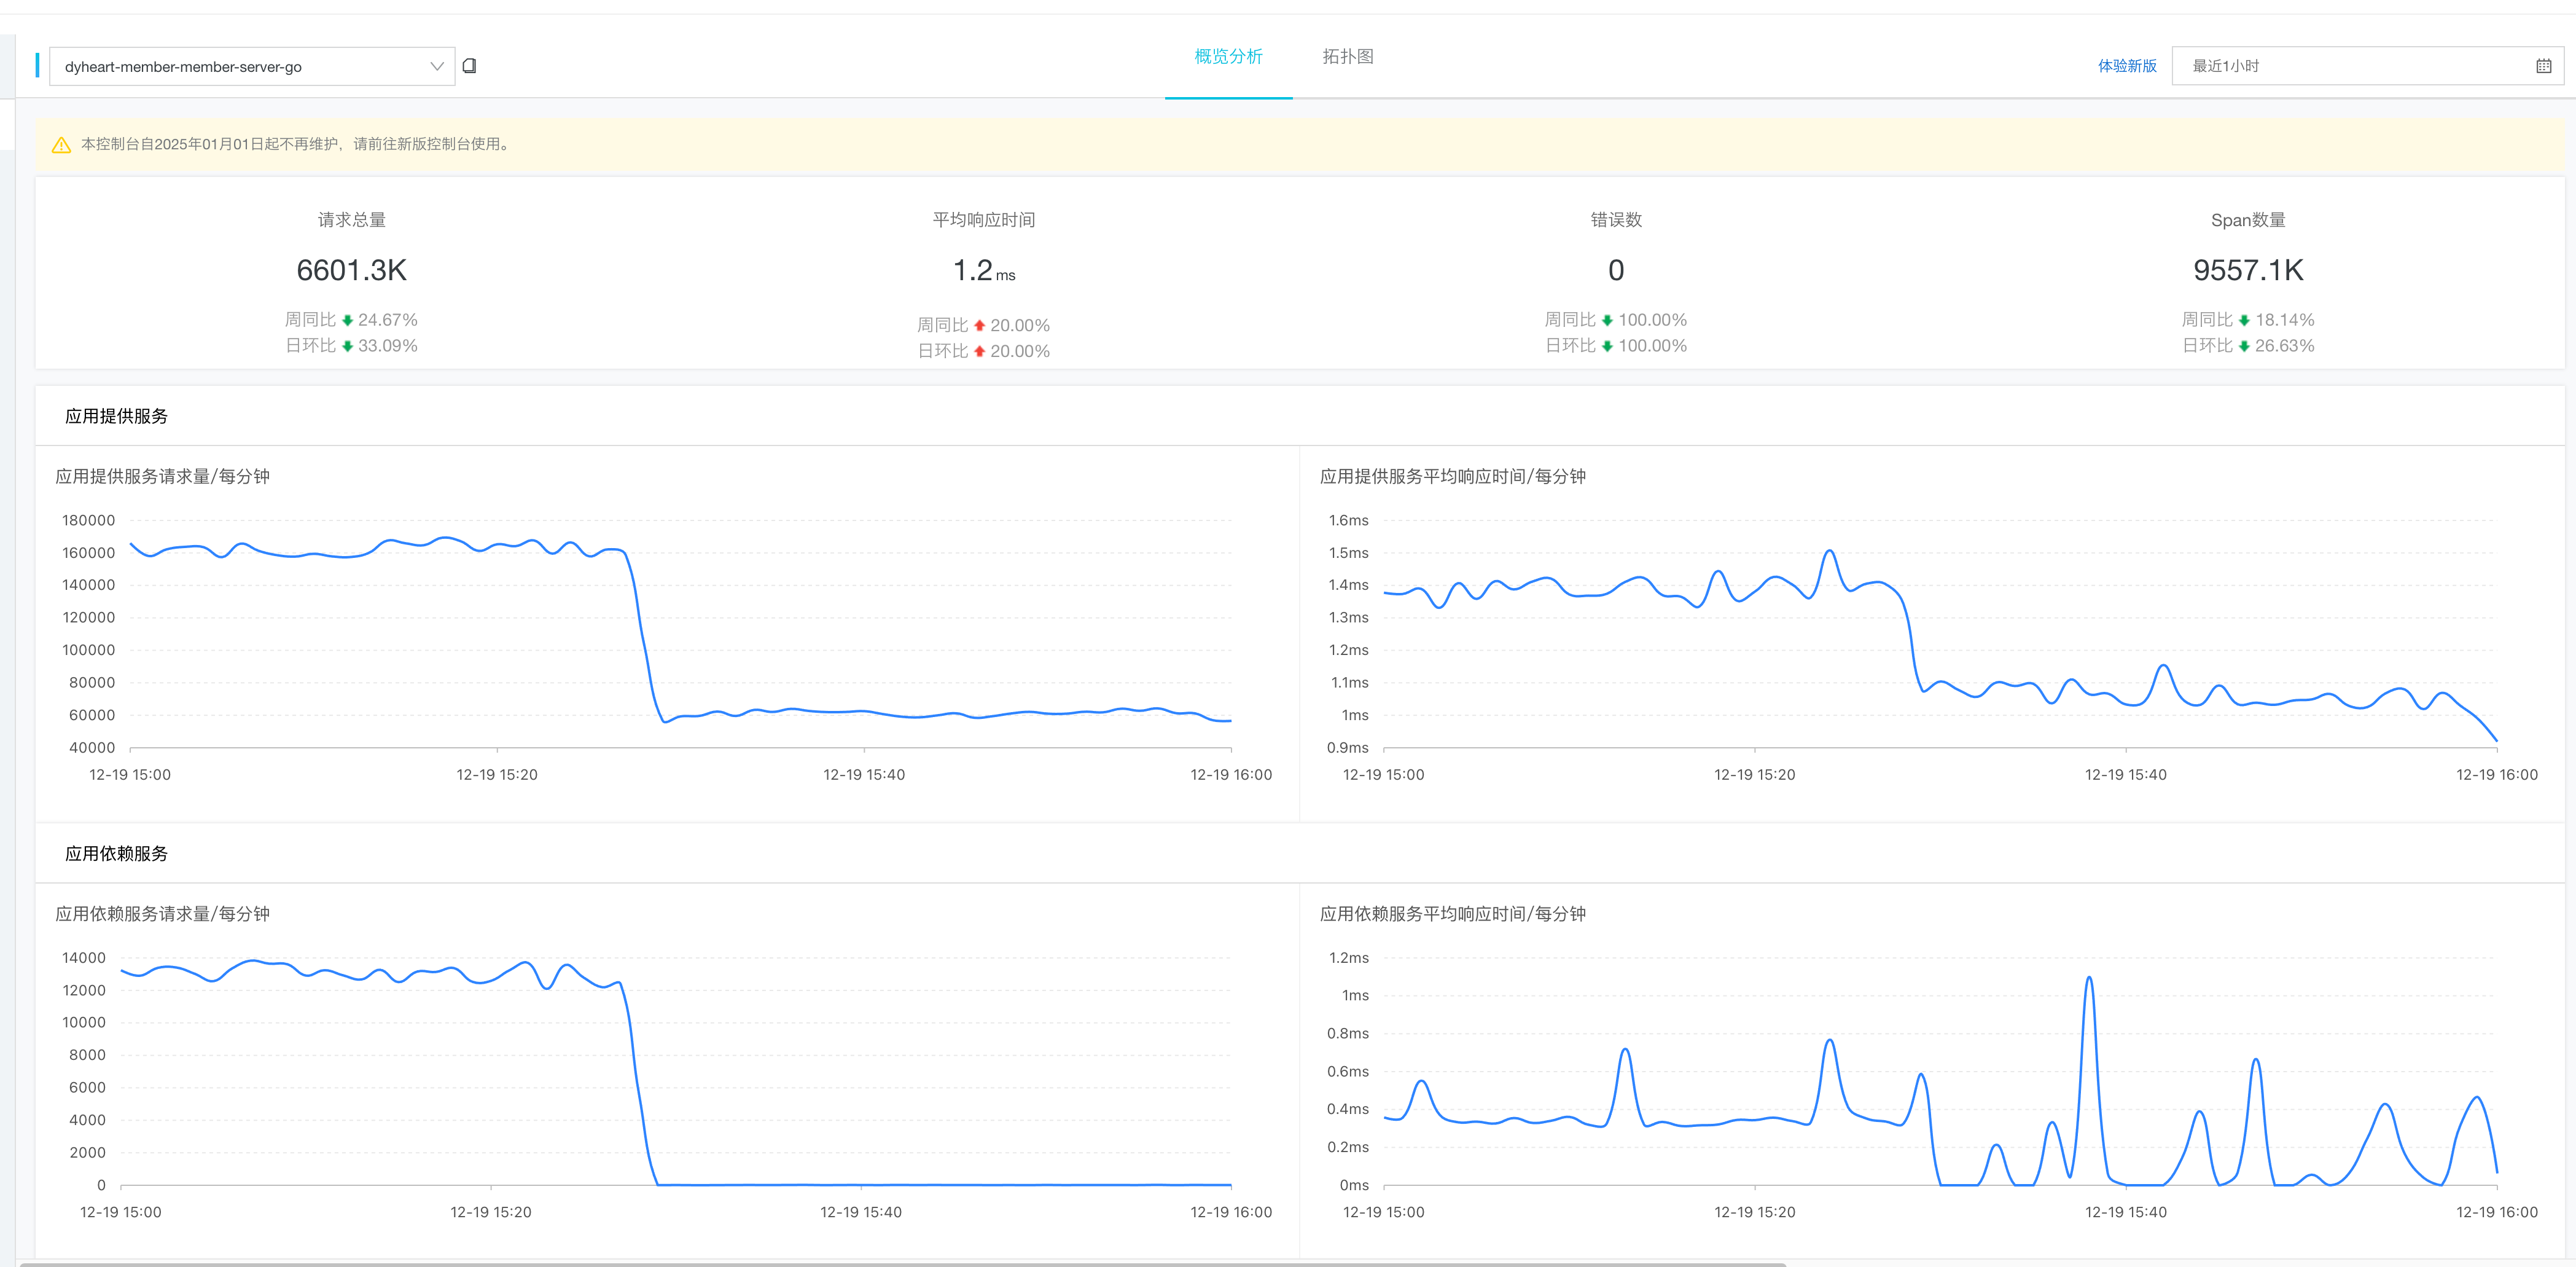 dyheart-member-member-server-go
概览分析
拓扑图
体验新版
最近1小时
本控制台自2025年01月01日起不再维护，请前往新版控制台使用。
请求总量
6601.3K
周同比 24.67%
日环比 33.09%
平均响应时间
1.2 ms
周同比 20.00%
日环比 20.00%
错误数
0
周同比 100.00%
日环比 100.00%
Span数量
9557.1K
周同比 18.14%
日环比 26.63%
应用提供服务
应用提供服务请求量/每分钟
180000
160000
140000
120000
100000
80000
60000
40000
12-19 15:00
12-19 15:20
12-19 15:40
12-19 16:00
应用提供服务平均响应时间/每分钟
1.6ms
1.5ms
1.4ms
1.3ms
1.2ms
1.1ms
1ms
0.9ms
12-19 15:00
12-19 15:20
12-19 15:40
12-19 16:00
应用依赖服务
应用依赖服务请求量/每分钟
14000
12000
10000
8000
6000
4000
2000
0
12-19 15:00
12-19 15:20
12-19 15:40
12-19 16:00
应用依赖服务平均响应时间/每分钟
1.2ms
1ms
0.8ms
0.6ms
0.4ms
0.2ms
0ms
12-19 15:00
12-19 15:20
12-19 15:40
12-19 16:00